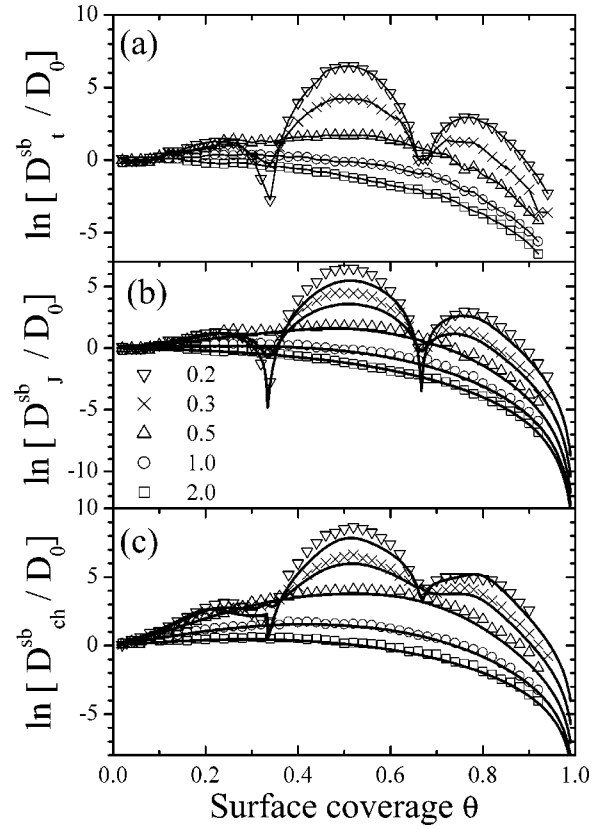 10
(a)
5
0
-5
ln [ D^sb_t / D_0 ]
(b)
5
0
-5
-10
ln [ D^sb_J / D_0 ]
0.2
0.3
0.5
1.0
2.0
10
(c)
5
0
-5
ln [ D^sb_ch / D_0 ]
0.0 0.2 0.4 0.6 0.8 1.0
Surface coverage θ